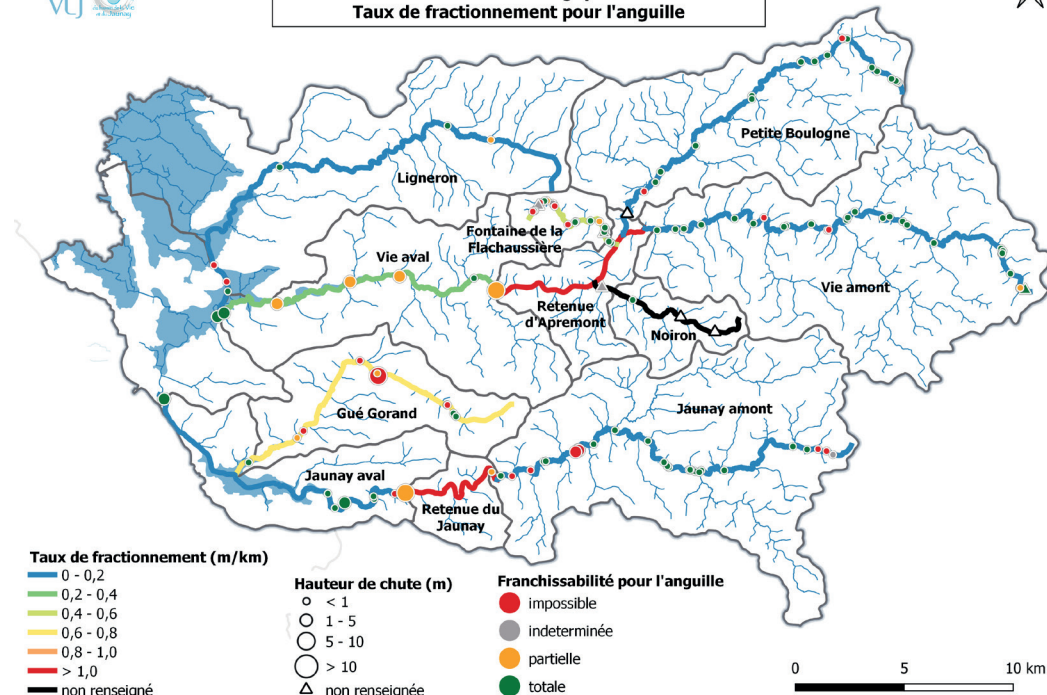 Taux de fractionnement pour l'anguille
Petite Boulogne
Ligneron
Fontaine de la
Flachaussière
Vie aval
Vie amont
Retenue
d'Apremont
Noiron
Gué Gorand
Jaunay amont
Jaunay aval
Retenue du
Jaunay
Taux de fractionnement (m/km)
0 - 0,2
0,2 - 0,4
0,4 - 0,6
0,6 - 0,8
0,8 - 1,0
> 1,0
non renseigné
Hauteur de chute (m)
< 1
1 - 5
5 - 10
> 10
non renseignée
Franchissabilité pour l'anguille
impossible
indeterminée
partielle
totale
0 5 10 km